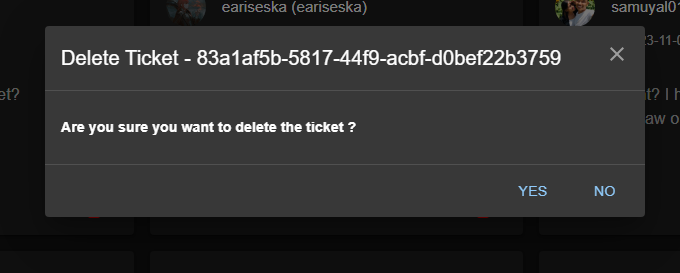 eariseska (eariseska)
samuyal01
Delete Ticket - 83a1af5b-5817-44f9-acbf-d0bef22b3759
23-11-0
et?
t? I h
aw o
Are you sure you want to delete the ticket ?
YES
NO